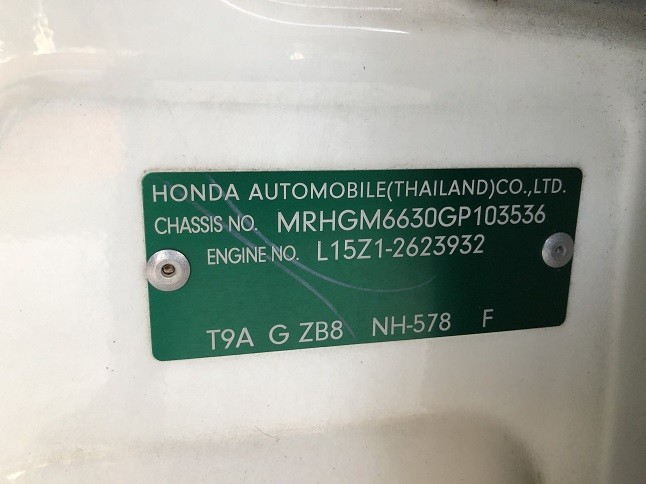 HONDA AUTOMOBILE(THAILAND)CO.,LTD.
CHASSIS NO. MRHGM6630GP103536
ENGINE NO. L15Z1-2623932
T9A G ZB8 NH-578 F